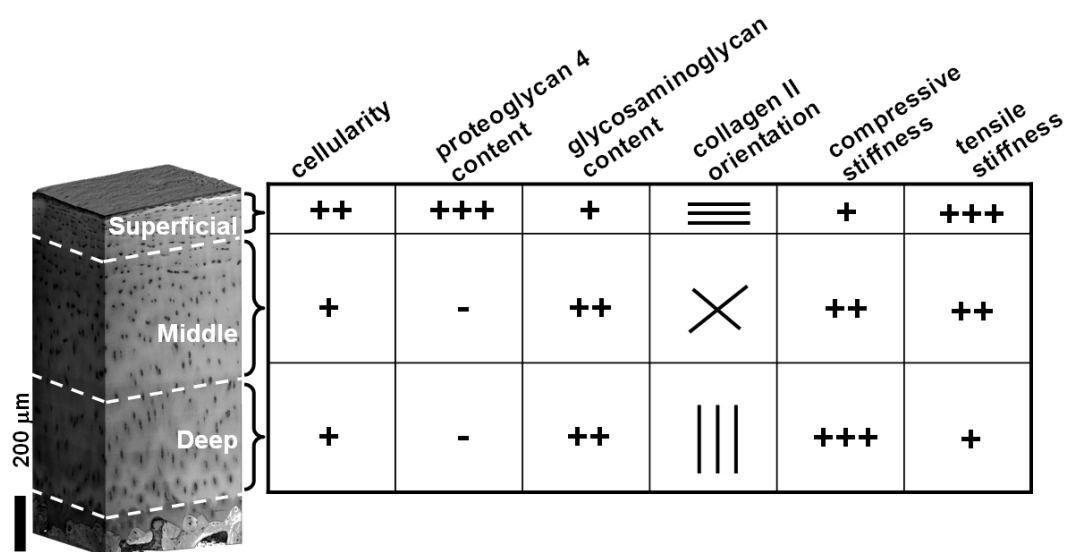 cellularity
proteoglycan 4
content
glycosaminoglycan
content
collagen II
orientation
compressive
stiffness
tensile
stiffness
Superficial
++ +++ + + +++
Middle
+ - ++ ++ ++
Deep
+ - ++ +++ +
200 µm